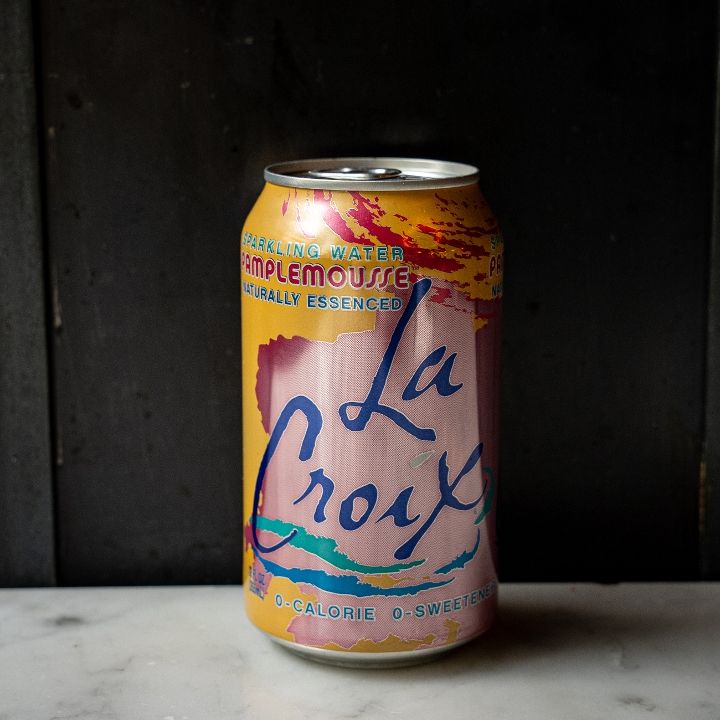 SPARKLING WATER
PAMPLEMOUSSE
NATURALLY ESSENCED
La
Croix
0-CALORIE 0-SWEETENER